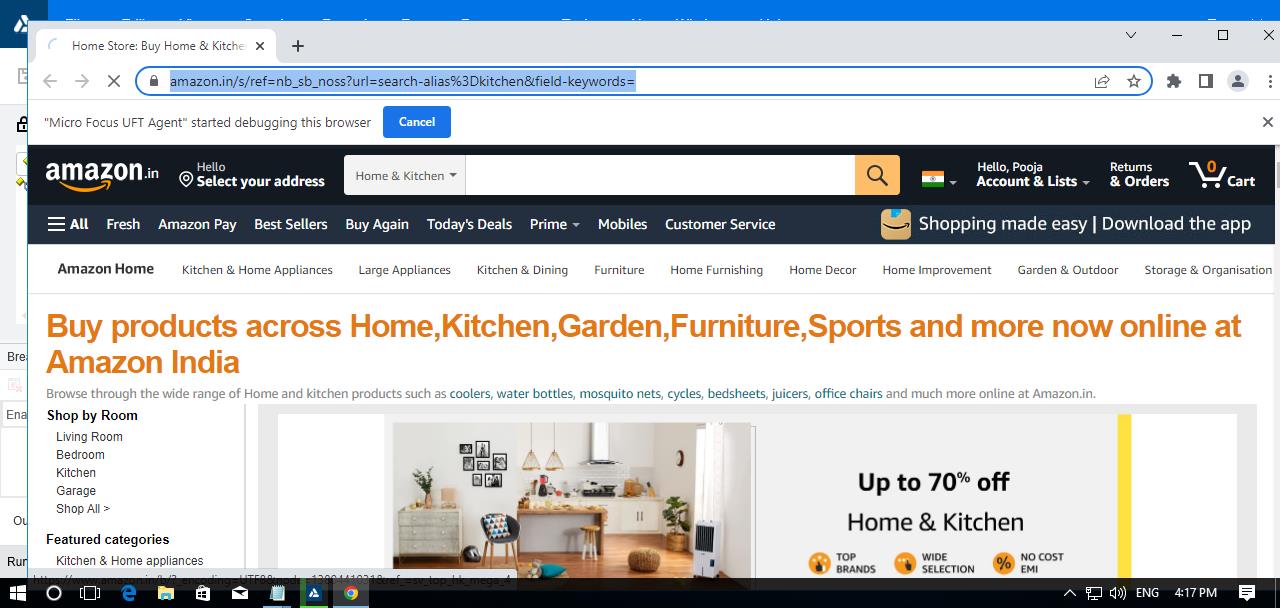 Home Store: Buy Home & Kitche
amazon.in/s/ref=nb_sb_noss?url=search-alias%3Dkitchen&field-keywords=
"Micro Focus UFT Agent" started debugging this browser
Cancel
amazon.in
Hello
Select your address
Home & Kitchen
Hello, Pooja
Account & Lists
Returns
& Orders
0
Cart
All
Fresh
Amazon Pay
Best Sellers
Buy Again
Today's Deals
Prime
Mobiles
Customer Service
Shopping made easy | Download the app
Amazon Home
Kitchen & Home Appliances
Large Appliances
Kitchen & Dining
Furniture
Home Furnishing
Home Decor
Home Improvement
Garden & Outdoor
Storage & Organisation
Buy products across Home,Kitchen,Garden,Furniture,Sports and more now online at
Amazon India
Browse through the wide range of Home and kitchen products such as coolers, water bottles, mosquito nets, cycles, bedsheets, juicers, office chairs and much more online at Amazon.in.
Shop by Room
Living Room
Bedroom
Kitchen
Garage
Shop All >
Featured categories
Kitchen & Home appliances
Up to 70% off
Home & Kitchen
TOP
BRANDS
WIDE
SELECTION
NO COST
EMI
Brea
Ena
Ou
Run
ENG
4:17 PM